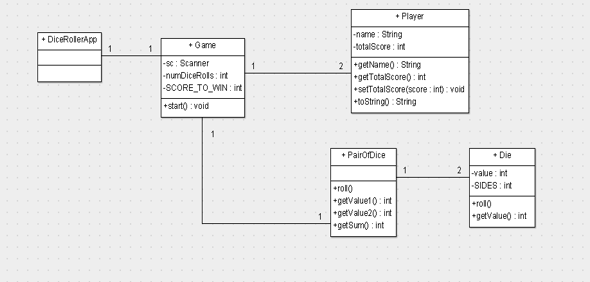 + DiceRollerApp
1
1
+ Game
-sc : Scanner
-numDiceRolls : int
-SCORE_TO_WIN : int
+start() : void
1
2
+ Player
-name : String
-totalScore : int
+getName() : String
+getTotalScore() : int
+setTotalScore(score : int) : void
+toString() : String
1
1
+ PairOfDice
+roll()
+getValue1() : int
+getValue2() : int
+getSum() : int
1
2
+ Die
-value : int
-SIDES : int
+roll()
+getValue() : int